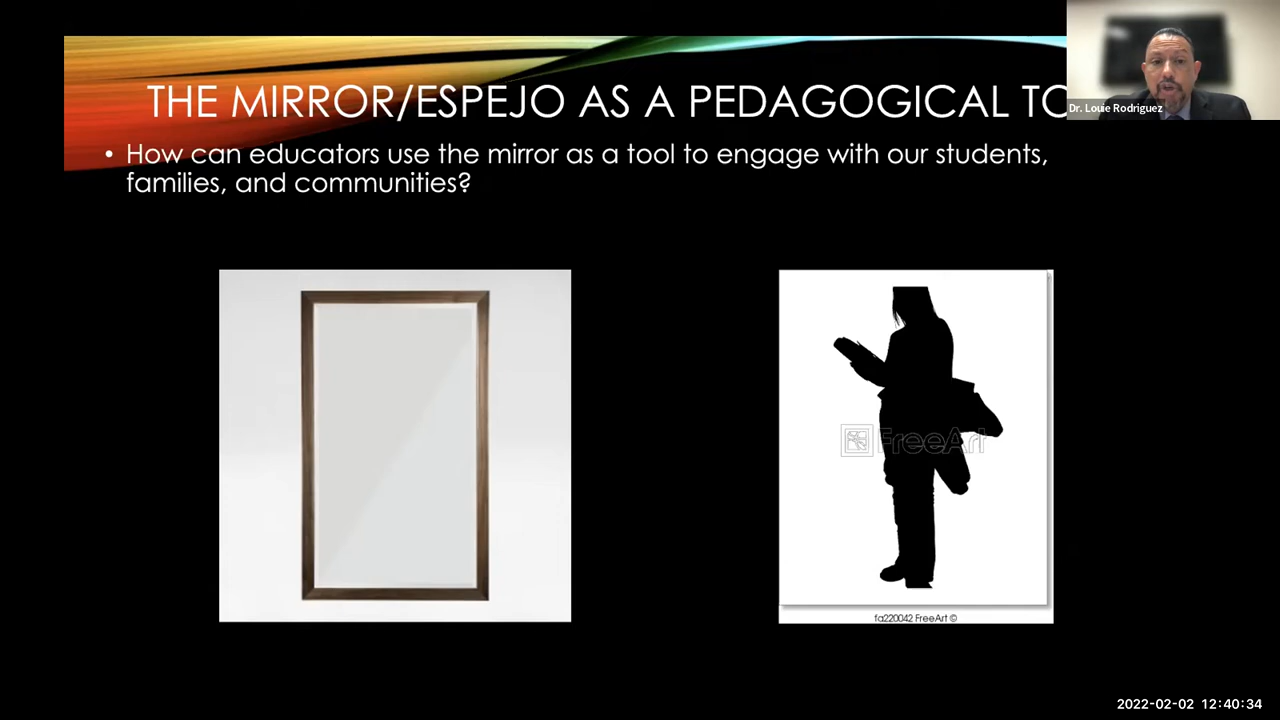 THE MIRROR/ESPEJO AS A PEDAGOGICAL
Dr. Louie Rodriguez
• How can educators use the mirror as a tool to engage with our students,
families, and communities?
FreeArt
fa220042 FreeArt ©
2022-02-02 12:40:34